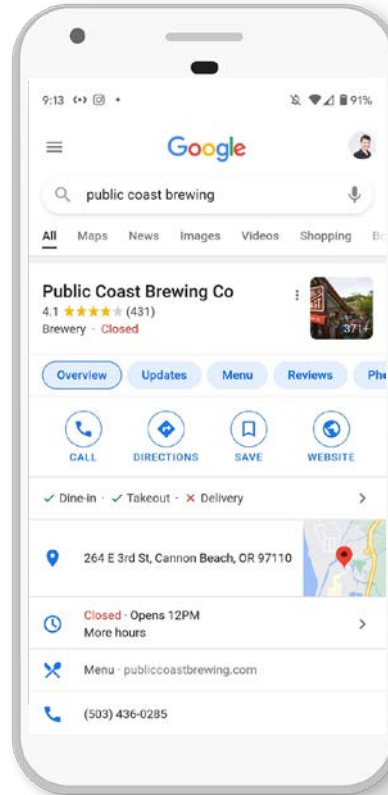 9:13
91%
Google
public coast brewing
All Maps News Images Videos Shopping
Public Coast Brewing Co
4.1 (431)
Brewery · Closed
371+
Overview Updates Menu Reviews Pho
CALL DIRECTIONS SAVE WEBSITE
✓ Dine-in · ✓ Takeout · ✕ Delivery
264 E 3rd St, Cannon Beach, OR 97110
Closed · Opens 12PM
More hours
Menu · publiccoastbrewing.com
(503) 436-0285